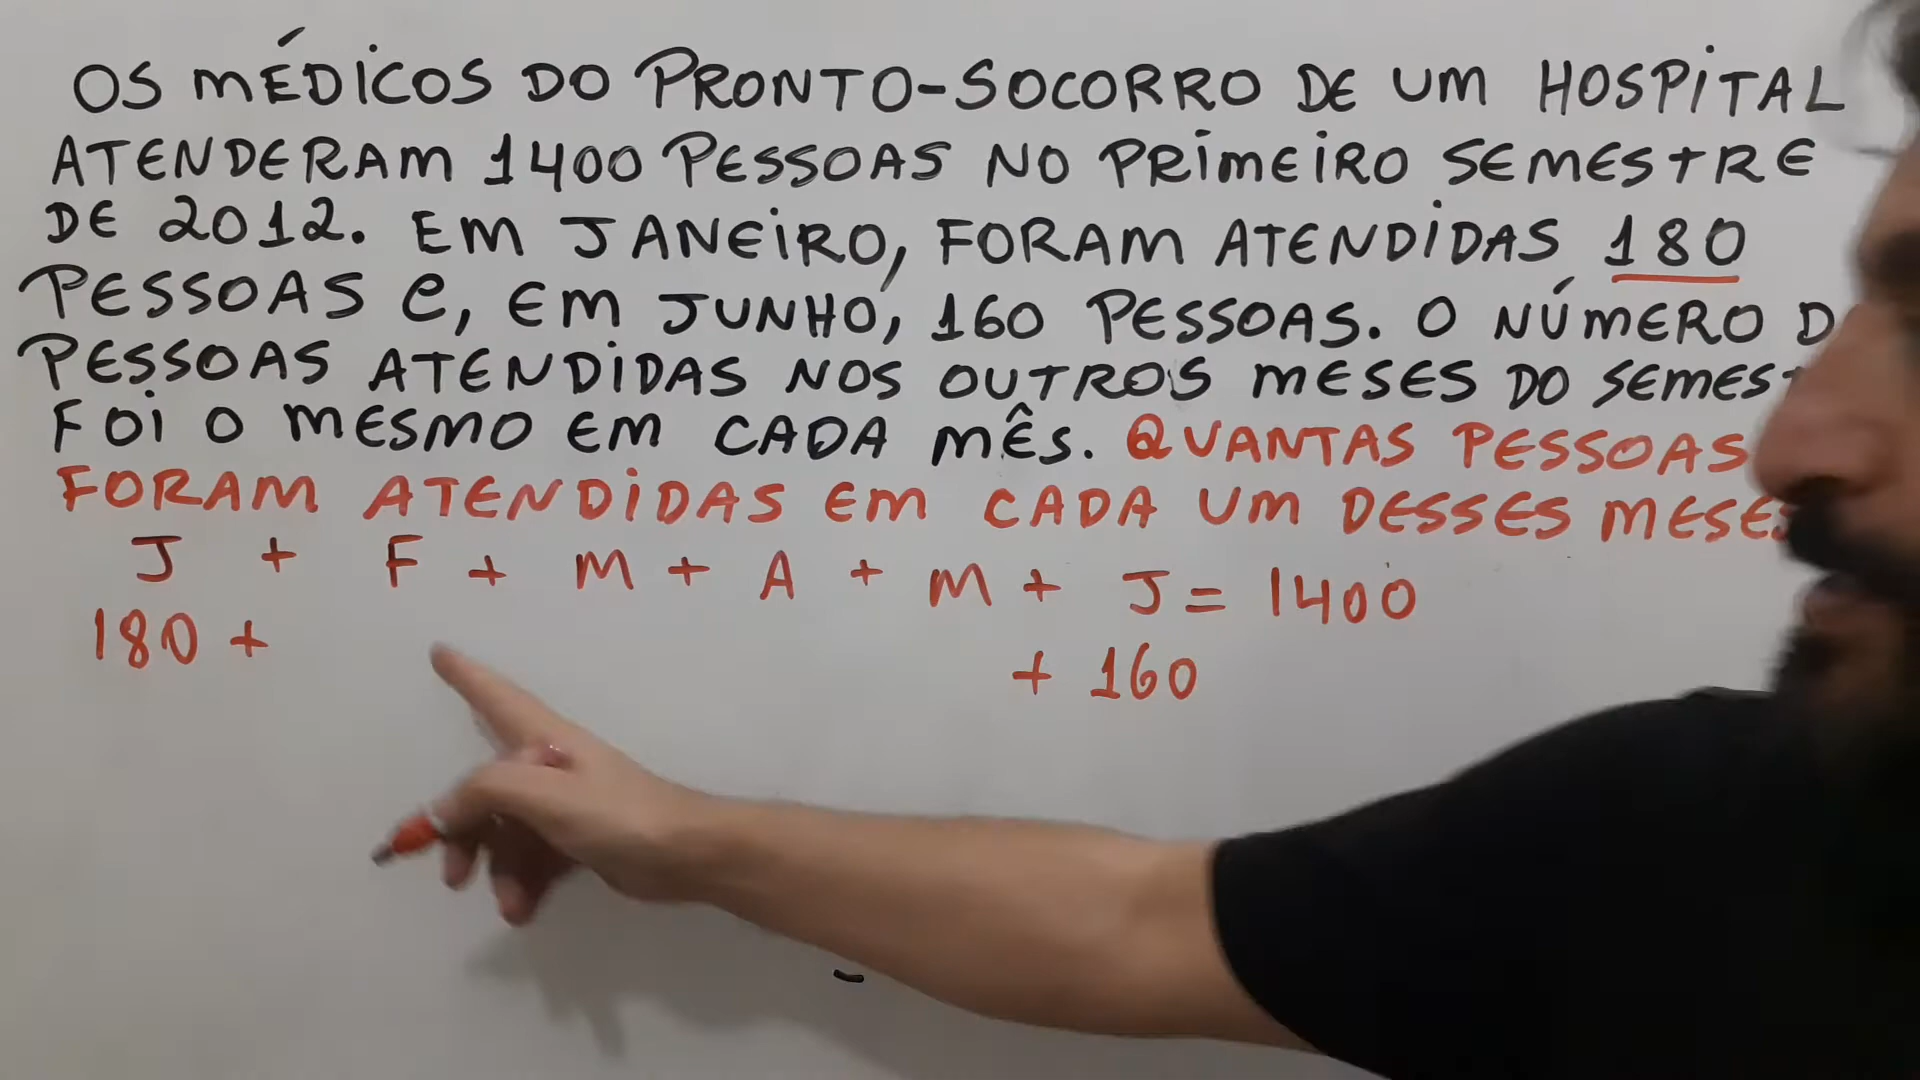 OS MÉDICOS DO PRONTO-SOCORRO DE UM HOSPITAL
ATENDERAM 1400 PESSOAS NO PRIMEIRO SEMESTRE
DE 2012. EM JANEIRO, FORAM ATENDIDAS 180
PESSOAS E, EM JUNHO, 160 PESSOAS. O NÚMERO
PESSOAS ATENDIDAS NOS OUTROS MESES DO
FOI O MESMO EM CADA MÊS. QUANTAS PESSOAS
FORAM ATENDIDAS EM CADA UM DESSES MESES
J + F + M + A + M + J = 1400
180 + + 160